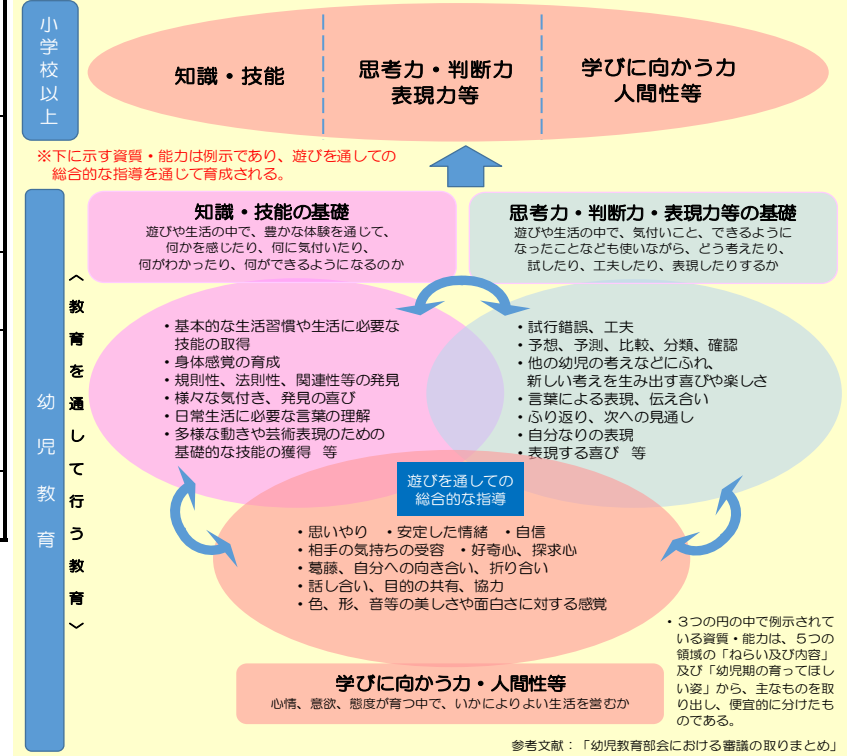 小学校以上
知識・技能
思考力・判断力
表現力等
学びに向かう力
人間性等
※下に示す資質・能力は例示であり、遊びを通しての
総合的な指導を通じて育成される。
幼児教育
〈教育を通して行う教育〉
知識・技能の基礎
遊びや生活の中で、豊かな体験を通じて、
何かを感じたり、何に気付いたり、
何がわかったり、何ができるようになるのか
思考力・判断力・表現力等の基礎
遊びや生活の中で、気付いこと、できるように
なったことなども使いながら、どう考えたり、
試したり、工夫したり、表現したりするか
・基本的な生活習慣や生活に必要な
技能の取得
・身体感覚の育成
・規則性、法則性、関連性等の発見
・様々な気付き、発見の喜び
・日常生活に必要な言葉の理解
・多様な動きや芸術表現のための
基礎的な技能の獲得 等
・試行錯誤、工夫
・予想、予測、比較、分類、確認
・他の幼児の考えなどにふれ、
新しい考えを生み出す喜びや楽しさ
・言葉による表現、伝え合い
・ふり返り、次への見通し
・自分なりの表現
・表現する喜び 等
遊びを通しての
総合的な指導
・思いやり ・安定した情緒 ・自信
・相手の気持ちの受容 ・好奇心、探求心
・葛藤、自分への向き合い、折り合い
・話し合い、目的の共有、協力
・色、形、音等の美しさや面白さに対する感覚
学びに向かう力・人間性等
心情、意欲、態度が育つ中で、いかによりよい生活を営むか
・3つの円の中で例示されて
いる資質・能力は、5つの
領域の「ねらい及び内容」
及び「幼児期の育ってほし
い姿」から、主なものを取
り出し、便宜的に分けたも
のである。
参考文献：「幼児教育部会における審議の取りまとめ」